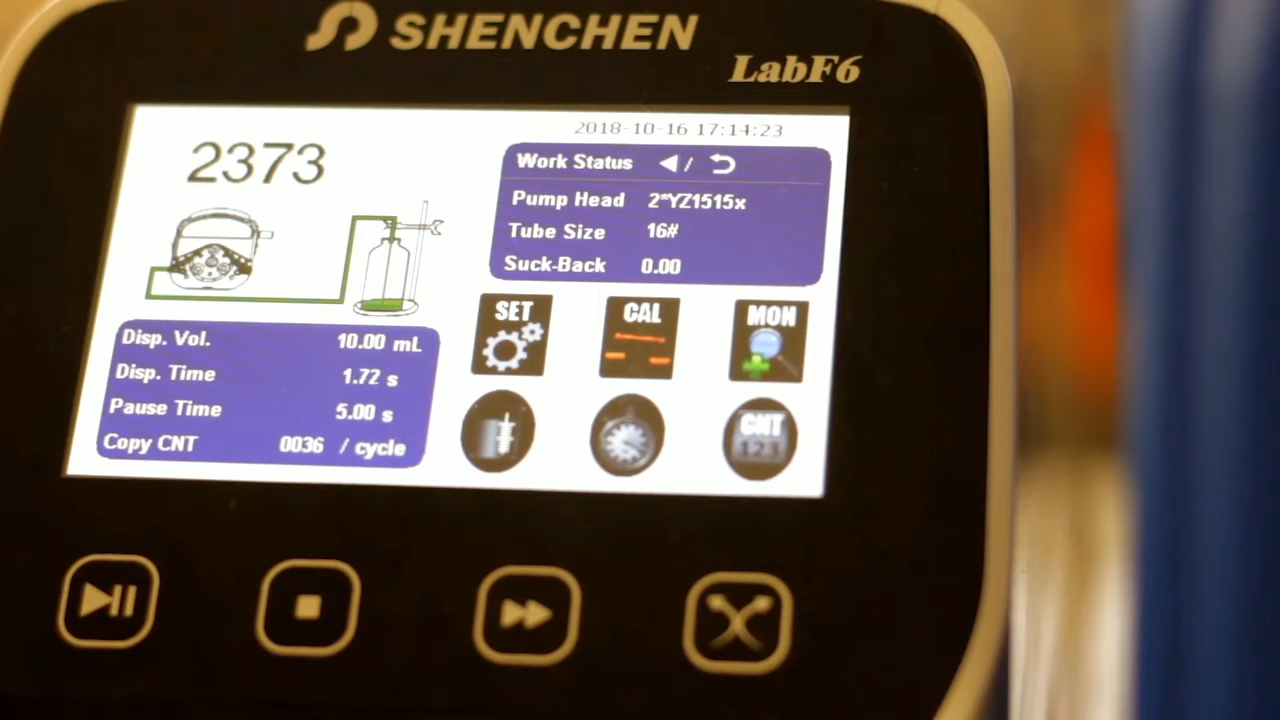 SHENCHEN
LabF6
2018-10-16 17:14:23
2373
Work Status /
Pump Head 2*YZ1515x
Tube Size 16#
Suck-Back 0.00
Disp. Vol. 10.00 mL
Disp. Time 1.72 s
Pause Time 5.00 s
Copy CNT 0036 / cycle
SET CAL MON
CNT
123